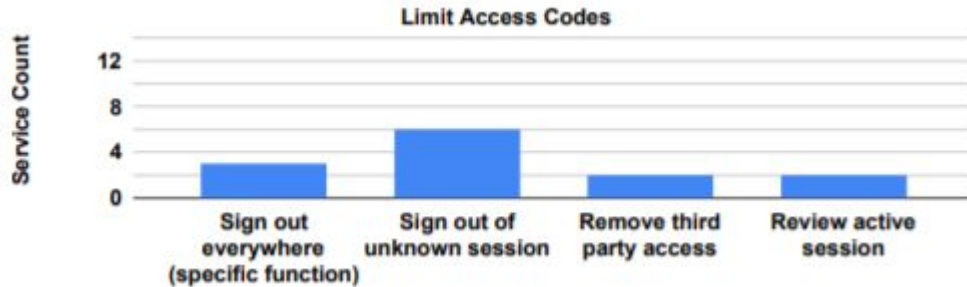 Limit Access Codes
Service Count
12
8
4
0
Sign out everywhere (specific function)
Sign out of unknown session
Remove third party access
Review active session